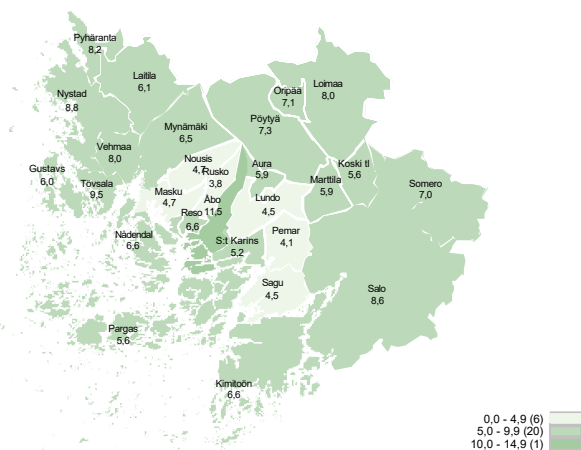 Pyhäranta
8,2
Laitila
6,1
Nystad
8,8
Oripää
7,1
Loimaa
8,0
Pöytyä
7,3
Mynämäki
6,5
Vehmaa
8,0
Gustavs
6,0
Tövsala
9,5
Nousis
4,7
Rusko
3,8
Aura
5,9
Marttila
5,9
Koski tl
5,6
Somero
7,0
Masku
4,7
Åbo
11,5
Lundo
4,5
Reso
6,6
Nådendal
6,6
S:t Karins
5,2
Pemar
4,1
Sagu
4,5
Salo
8,6
Pargas
5,6
Kimitoön
6,6
0,0 - 4,9 (6)
5,0 - 9,9 (20)
10,0 - 14,9 (1)